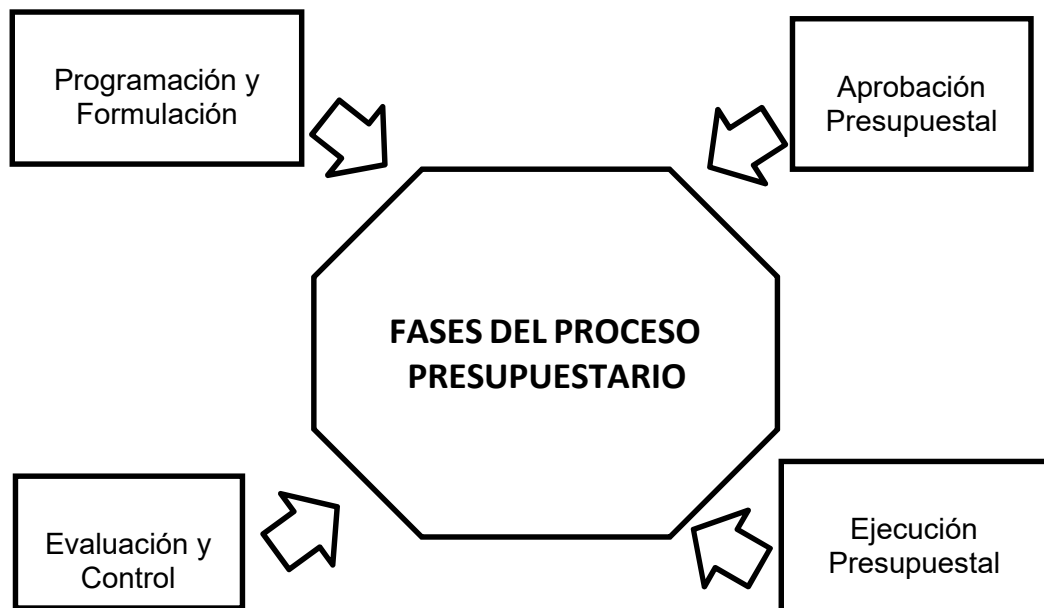 Programación y
Formulación
Aprobación
Presupuestal
FASES DEL PROCESO
PRESUPUESTARIO
Evaluación y
Control
Ejecución
Presupuestal